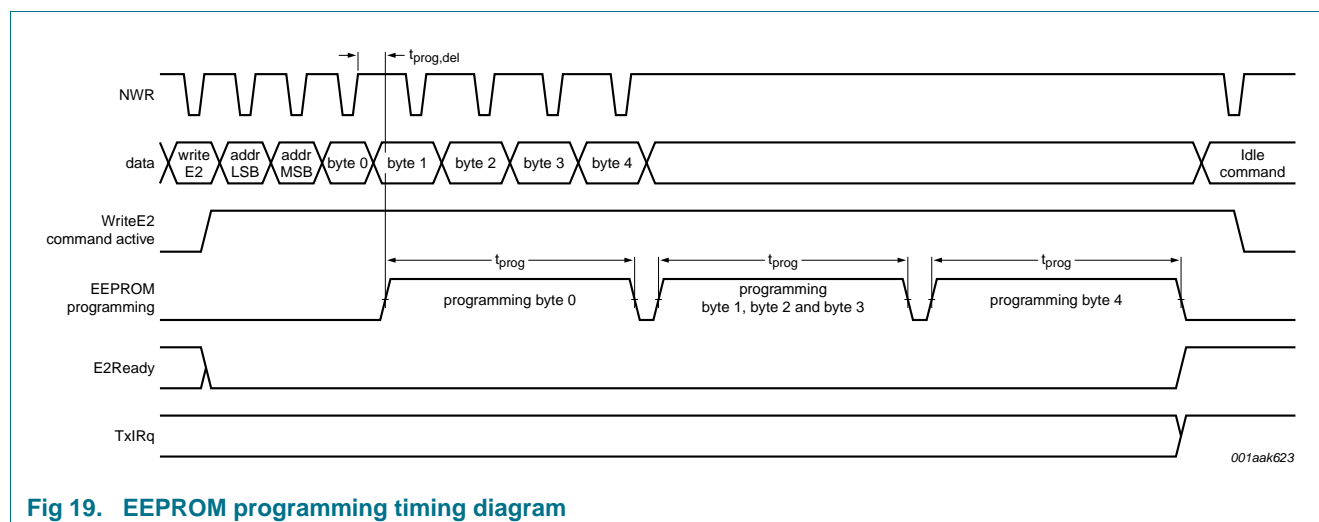 tprog,del
NWR
data
write
E2
addr
LSB
addr
MSB
byte 0
byte 1
byte 2
byte 3
byte 4
Idle
command
WriteE2
command active
tprog
tprog
tprog
EEPROM
programming
programming byte 0
programming
byte 1, byte 2 and byte 3
programming byte 4
E2Ready
TxIRq
001aak623
Fig 19. EEPROM programming timing diagram